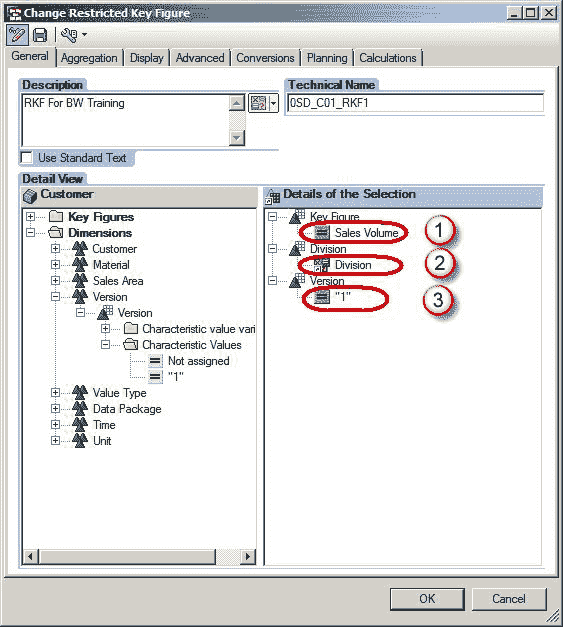 Change Restricted Key Figure
General Aggregation Display Advanced Conversions Planning Calculations
Description
RKF For BW Training
Technical Name
0SD_C01_RKF1
Use Standard Text
Detail View
Customer
Key Figures
Dimensions
Customer
Material
Sales Area
Version
Version
Characteristic value vari
Characteristic Values
Not assigned
"1"
Value Type
Data Package
Time
Unit
Details of the Selection
Key Figure
Sales Volume 1
Division
Division 2
Version
"1" 3
OK Cancel